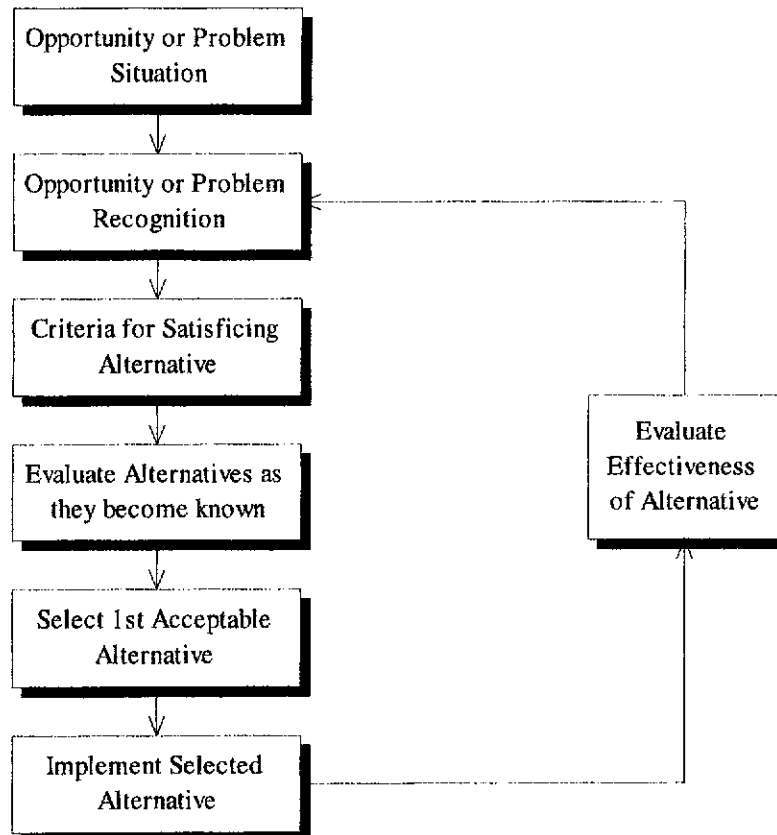 Opportunity or Problem
Situation
Opportunity or Problem
Recognition
Criteria for Satisficing
Alternative
Evaluate Alternatives as
they become known
Select 1st Acceptable
Alternative
Implement Selected
Alternative
Evaluate
Effectiveness
of Alternative